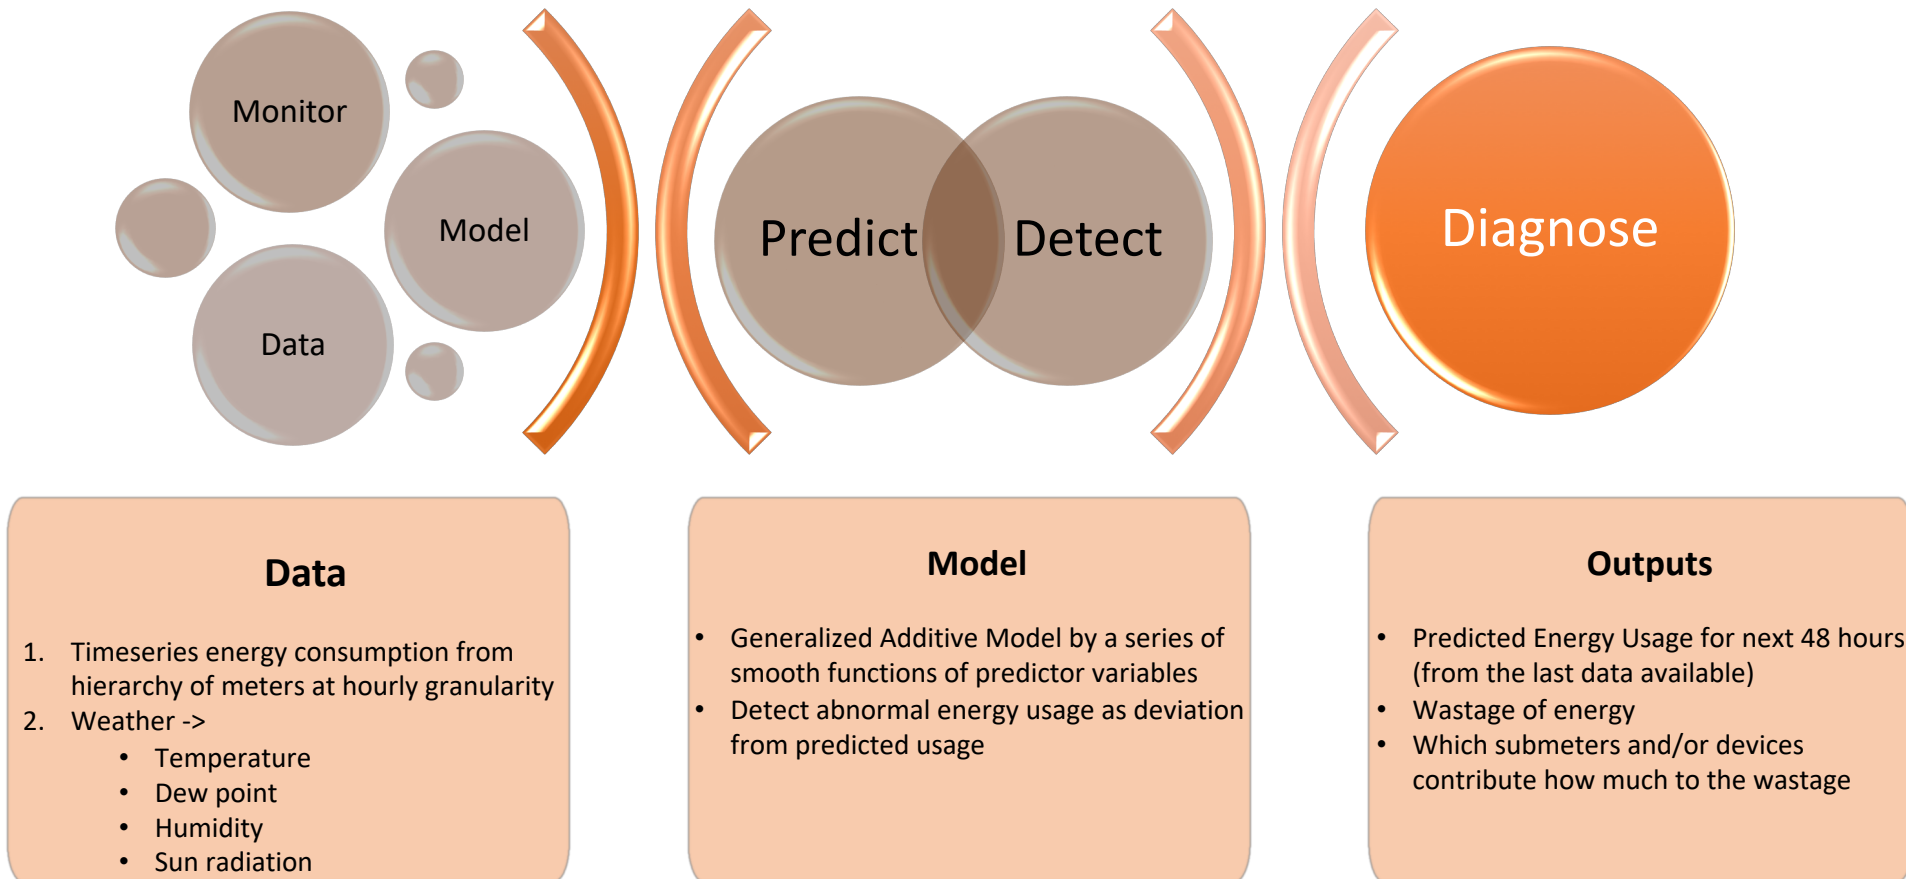 Monitor
Model
Data
Predict
Detect
Diagnose
Data
1. Timeseries energy consumption from
hierarchy of meters at hourly granularity
2. Weather ->
• Temperature
• Dew point
• Humidity
• Sun radiation
Model
• Generalized Additive Model by a series of
smooth functions of predictor variables
• Detect abnormal energy usage as deviation
from predicted usage
Outputs
• Predicted Energy Usage for next 48 hours
(from the last data available)
• Wastage of energy
• Which submeters and/or devices
contribute how much to the wastage